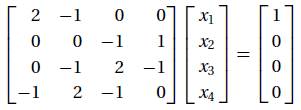 2 −1 0 0 x₁ 1
0 0 −1 1 x₂ 0
0 −1 2 −1 x₃ = 0
−1 2 −1 0 x₄ 0